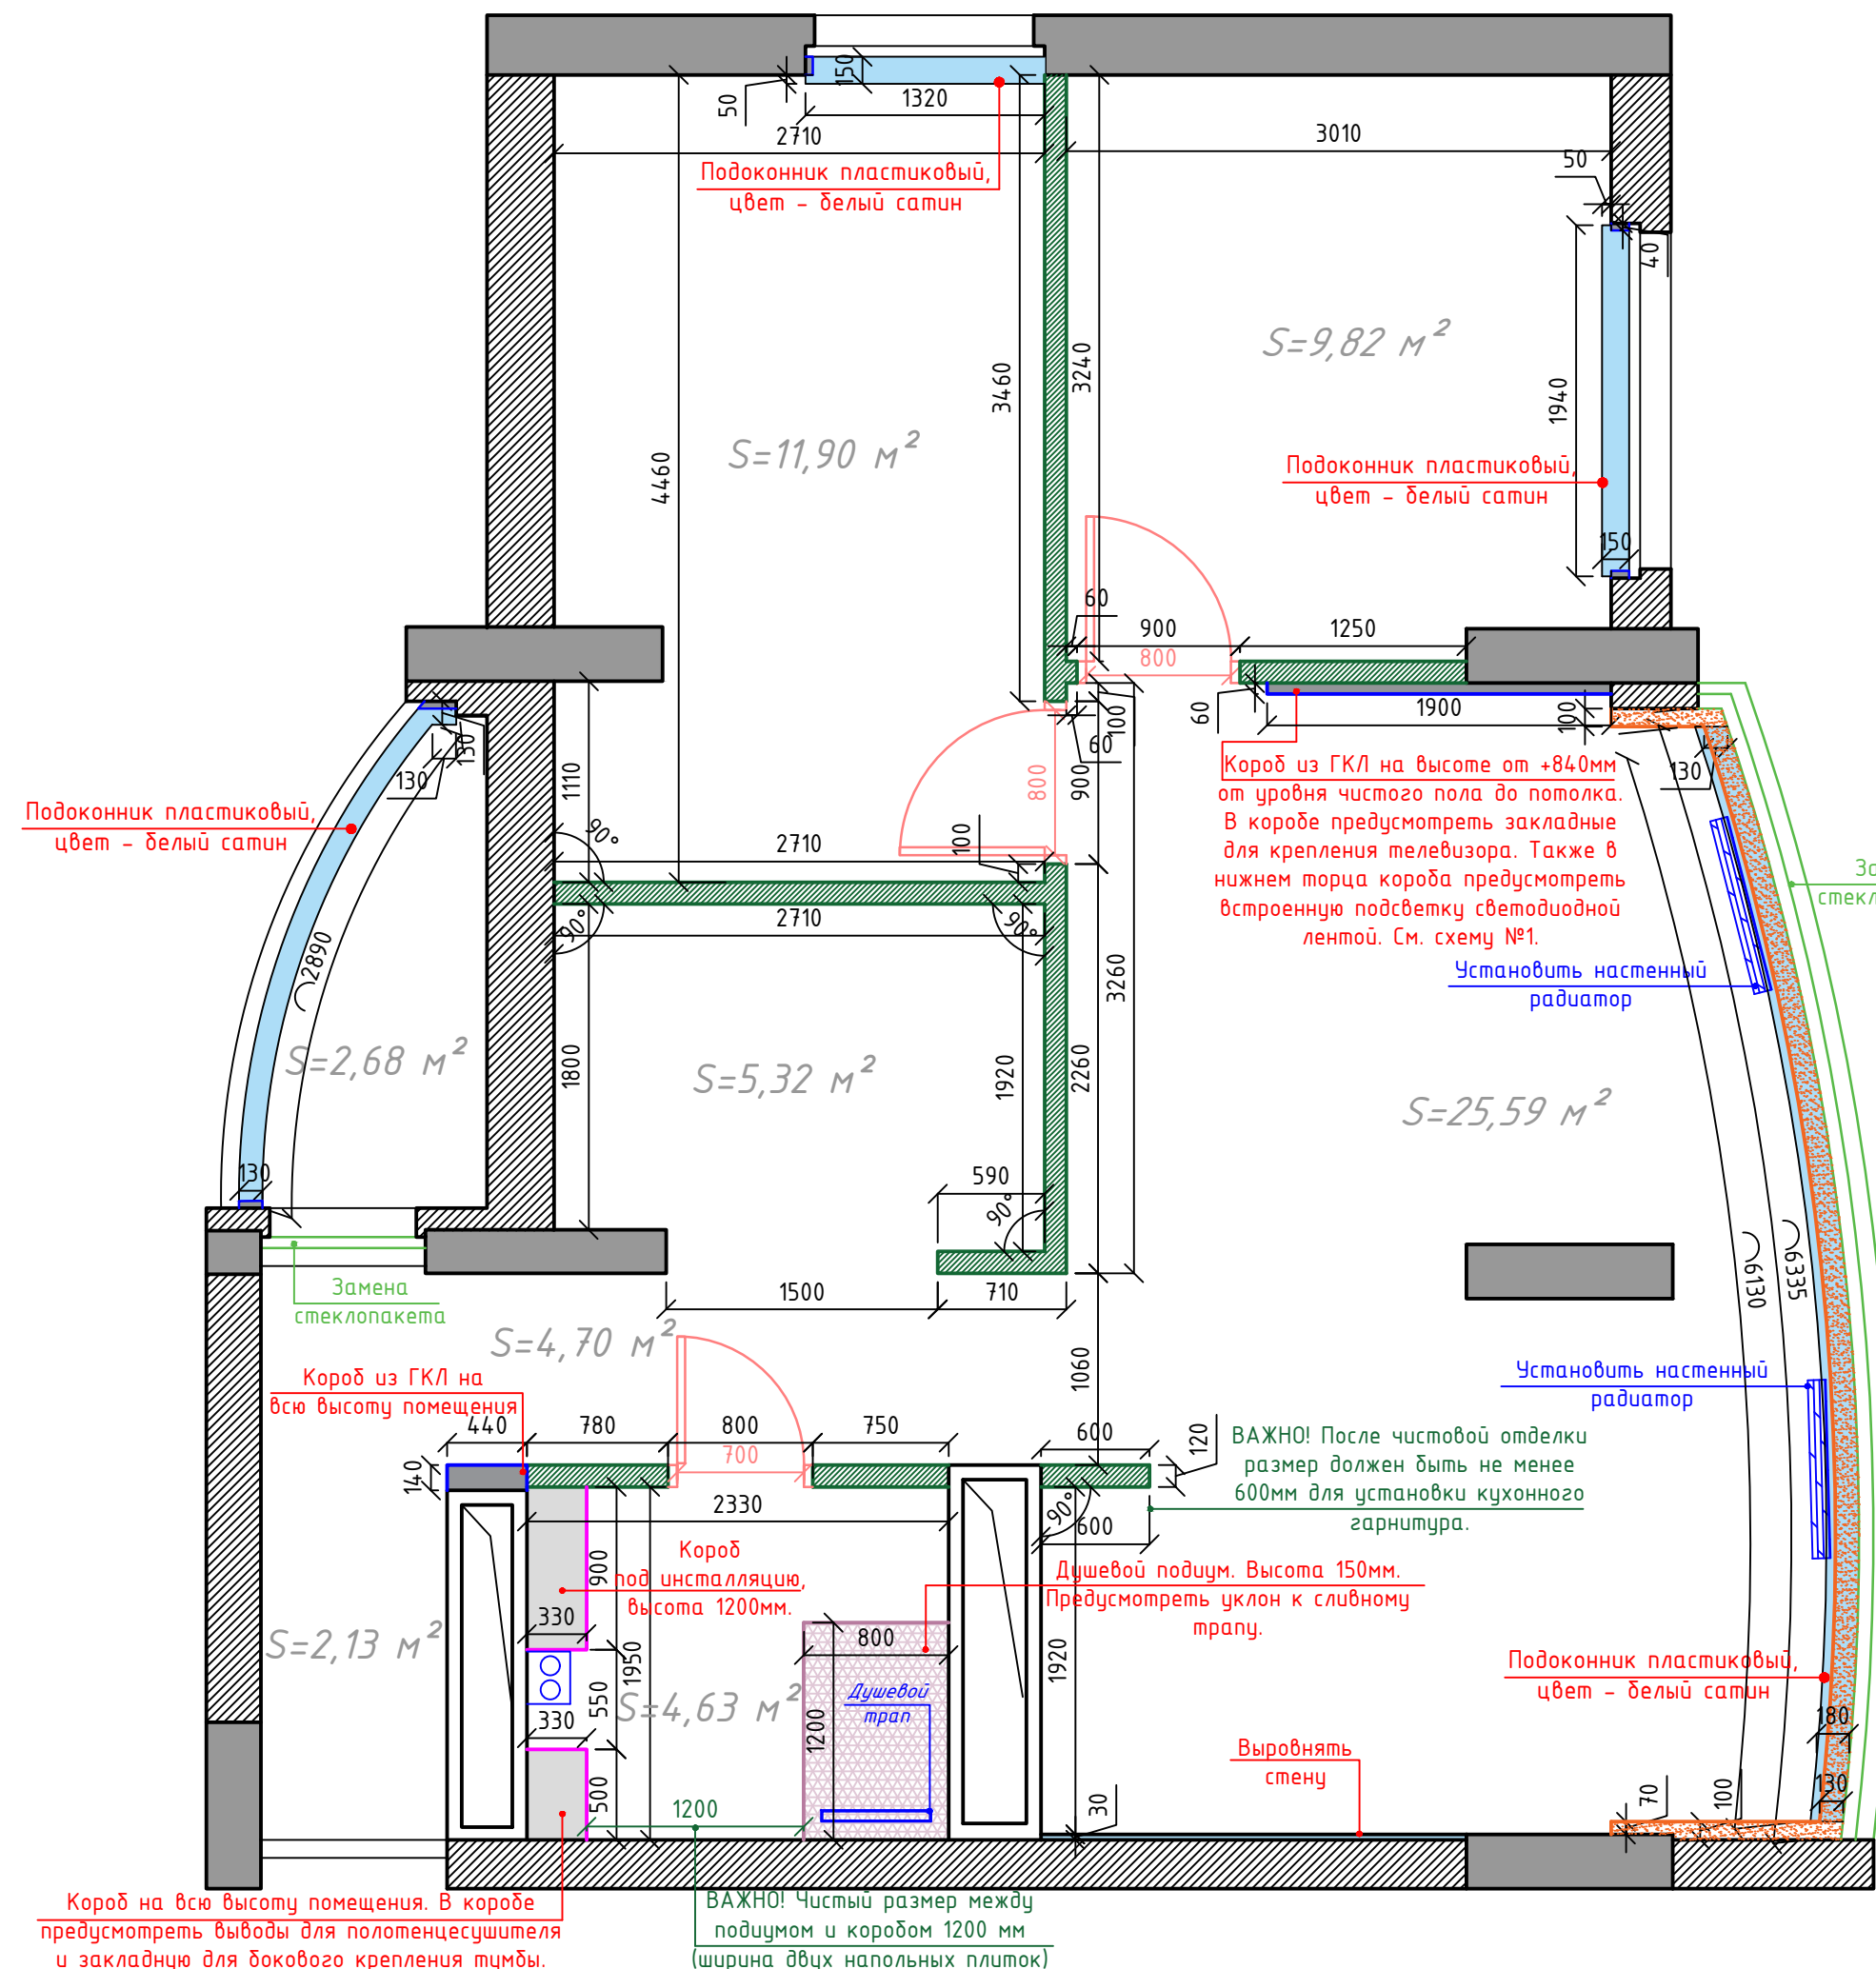 150
50
1320
2710
3010
Подоконник пластиковый,
цвет – белый сатин
50
40
S=9,82 м²
3460
3240
1940
S=11,90 м²
4460
Подоконник пластиковый,
цвет – белый сатин
150
60
900
1250
800
60
1900
100
100
60
130
130
130
1110
90°
800
900
100
2710
Короб из ГКЛ на высоте от +840мм
от уровня чистого пола до потолка.
В коробе предусмотреть закладные
для крепления телевизора. Также в
нижнем торца короба предусмотреть
встроенную подсветку светодиодной
лентой. См. схему №1.
Подоконник пластиковый,
цвет – белый сатин
90°
2710
90°
2890
3260
Установить настенный
радиатор
S=2,68 м²
1800
S=5,32 м²
1920
2260
S=25,59 м²
130
590
90°
6130
6335
Замена
стеклопакета
1500
710
S=4,70 м²
1060
Короб из ГКЛ на
всю высоту помещения
Установить настенный
радиатор
440
780
800
750
600
120
700
140
ВАЖНО! После чистовой отделки
размер должен быть не менее
600мм для установки кухонного
гарнитура.
2330
90°
600
900
Короб
под инсталляцию,
высота 1200мм.
Душевой подиум. Высота 150мм.
Предусмотреть уклон к сливному
трапу.
330
800
S=2,13 м²
1950
1920
550
S=4,63 м²
Душевой
трап
330
1200
Подоконник пластиковый,
цвет – белый сатин
180
Выровнять
стену
500
1200
30
70
100
130
Короб на всю высоту помещения. В коробе
предусмотреть выводы для полотенцесушителя
и закладную для бокового крепления тумбы.
ВАЖНО! Чистый размер между
подиумом и коробом 1200 мм
(ширина двух напольных плиток)